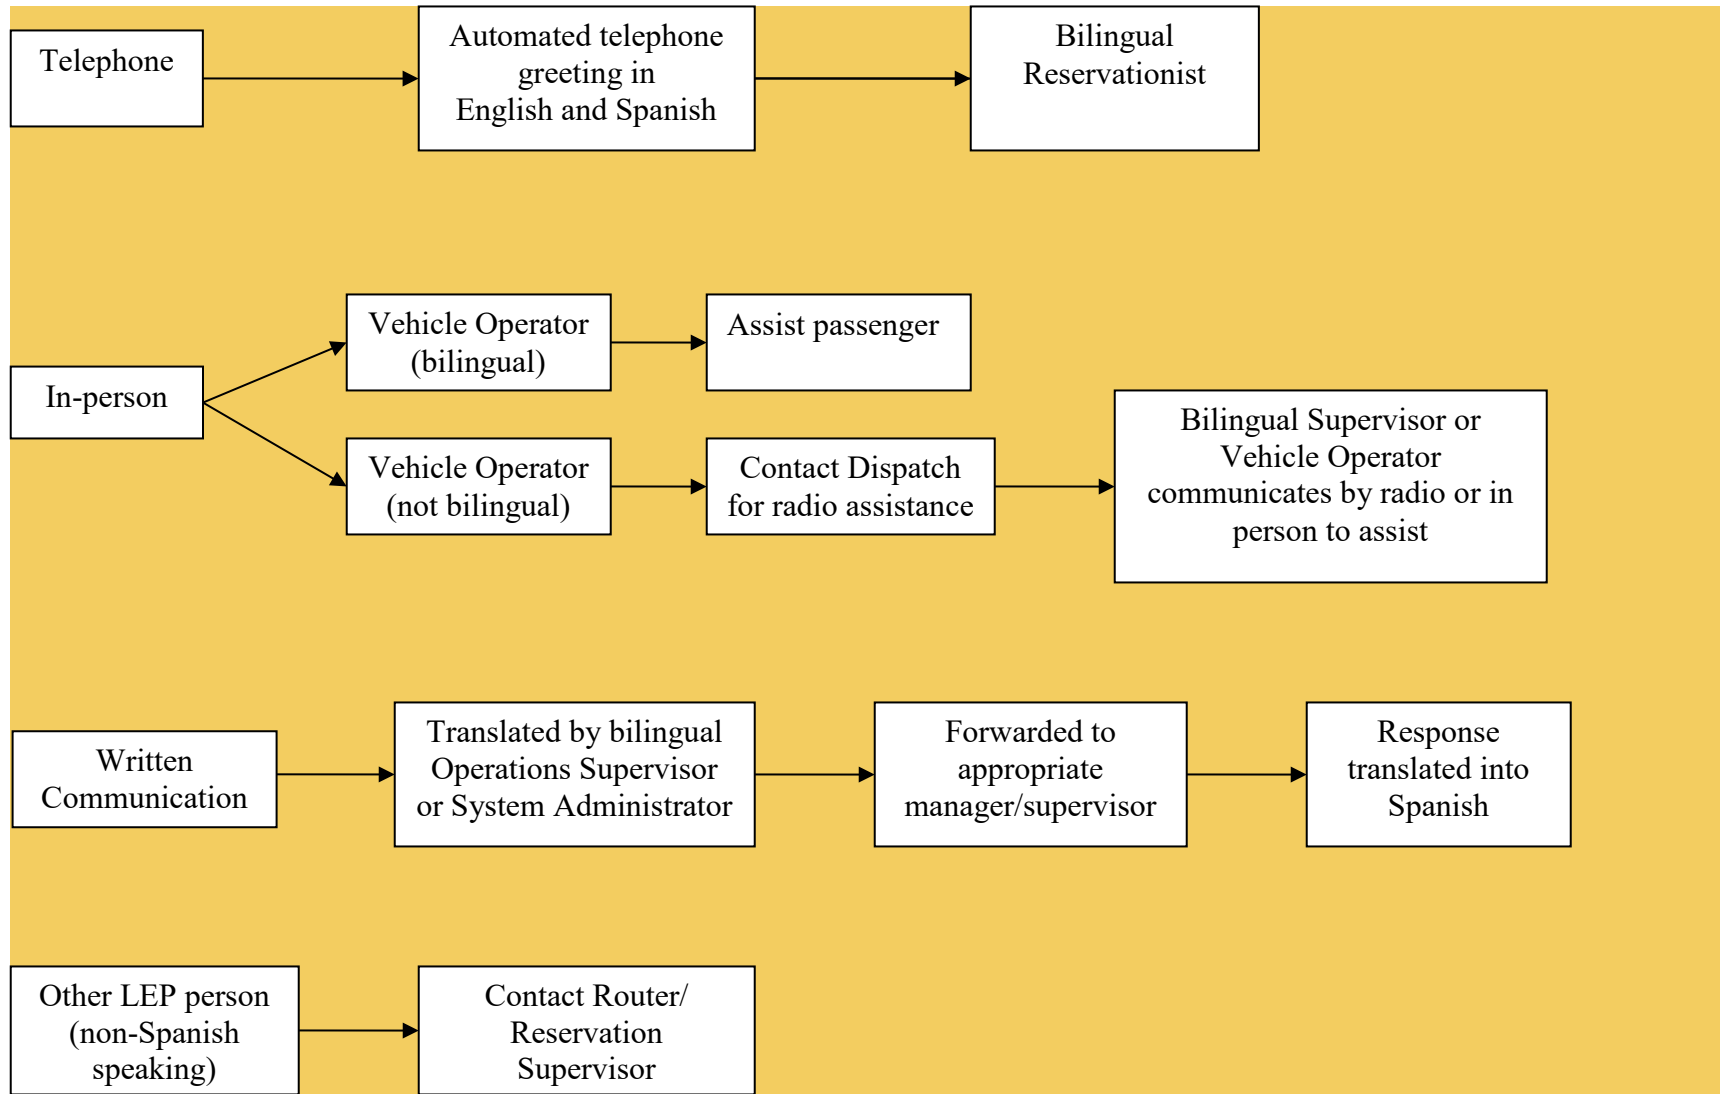 Telephone
Automated telephone
greeting in
English and Spanish
Bilingual
Reservationist
In-person
Vehicle Operator
(bilingual)
Assist passenger
Vehicle Operator
(not bilingual)
Contact Dispatch
for radio assistance
Bilingual Supervisor or
Vehicle Operator
communicates by radio or in
person to assist
Written
Communication
Translated by bilingual
Operations Supervisor
or System Administrator
Forwarded to
appropriate
manager/supervisor
Response
translated into
Spanish
Other LEP person
(non-Spanish
speaking)
Contact Router/
Reservation
Supervisor